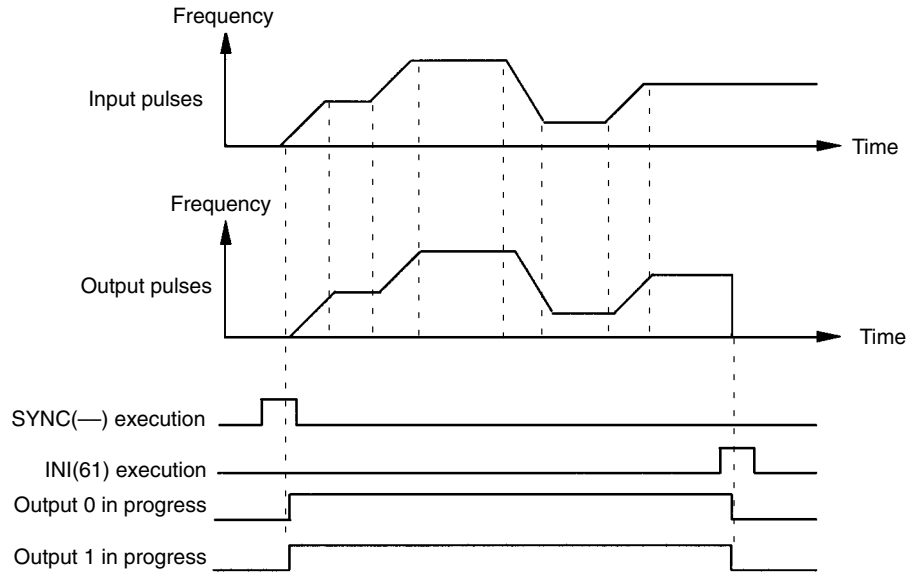 Frequency
Input pulses
Time
Frequency
Output pulses
Time
SYNC(––) execution
INI(61) execution
Output 0 in progress
Output 1 in progress